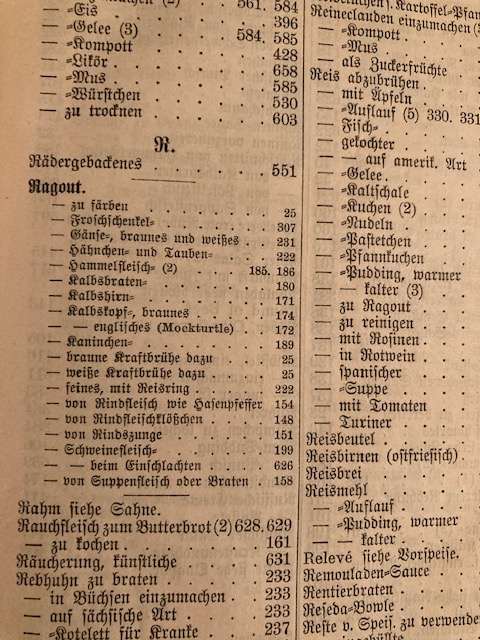 (2) 561. 584
— =Eis . . . . . . 396
— =Gelee (3) . . . 584. 585
— =Kompott . . . . . 428
— =Likör . . . . . . 658
— =Mus . . . . . . 585
— =Würstchen . . . . 530
— zu trocknen . . . . 603
R.
Rädergebackenes . . . . . 551
Ragout.
— zu färben . . . . . . 25
— Froschschenkel= . . . . . 307
— Gänse=, braunes und weißes . . 231
— Hähnchen= und Tauben= . . . 222
— Hammelfleisch= (2) . . . 185. 186
— Kalbsbraten= . . . . . 180
— Kalbshirn= . . . . . . 171
— Kalbskopf=, braunes . . . . 174
— — englisches (Mockturtle) . . 172
— Kaninchen= . . . . . . 189
— braune Kraftbrühe dazu . . . 25
— weiße Kraftbrühe dazu . . . . 25
— feines, mit Reisring . . . . 222
— von Rindfleisch wie Hasenpfeffer 154
— von Rindfleischklößchen . . . 148
— von Rindszunge . . . . . 151
— Schweinefleisch= . . . . . 199
— — beim Einschlachten . . . 626
— von Suppenfleisch oder Braten . 158
Rahm siehe Sahne.
Rauchfleisch zum Butterbrot (2) 628. 629
— zu kochen . . . . . . 161
Räucherung, künstliche . . . 631
Rebhuhn zu braten . . . . 233
— in Büchsen einzumachen . . 233
— auf sächsische Art . . . . 233
— =Kotelett für Kranke . . . 237
Kartoffel=Pfan
Reineclauden einzumachen
— =Kompott . . . .
— =Mus . . . .
— als Zuckerfrüchte
Reis abzubrühen . . .
— mit Äpfeln . . .
— =Auflauf (5) 330. 331
— Fisch= . . . .
— gekochter . . . .
— — auf amerik. Art
— =Gelee . . . .
— =Kaltschale . . .
— =Kuchen (2) . . .
— =Nudeln . . . .
— =Pastetchen . . .
— =Pfannkuchen . .
— =Pudding, warmer
— — kalter (3) . .
— zu Ragout . . .
— zu reinigen . . .
— mit Rosinen . . .
— in Rotwein . . .
— spanischer . . .
— =Suppe . . . .
— mit Tomaten . .
— Turiner . . . .
Reisbeutel . . . .
Reisbirnen (ostfriesisch) .
Reisbrei . . . . .
Reismehl . . . . .
— =Auflauf . . . .
— =Pudding, warmer
— — kalter . . .
Relevé siehe Vorspeise.
Remouladen=Sauce . .
Rentierbraten . . .
Reseda=Bowle . . .
Reste v. Speis. zu verwende